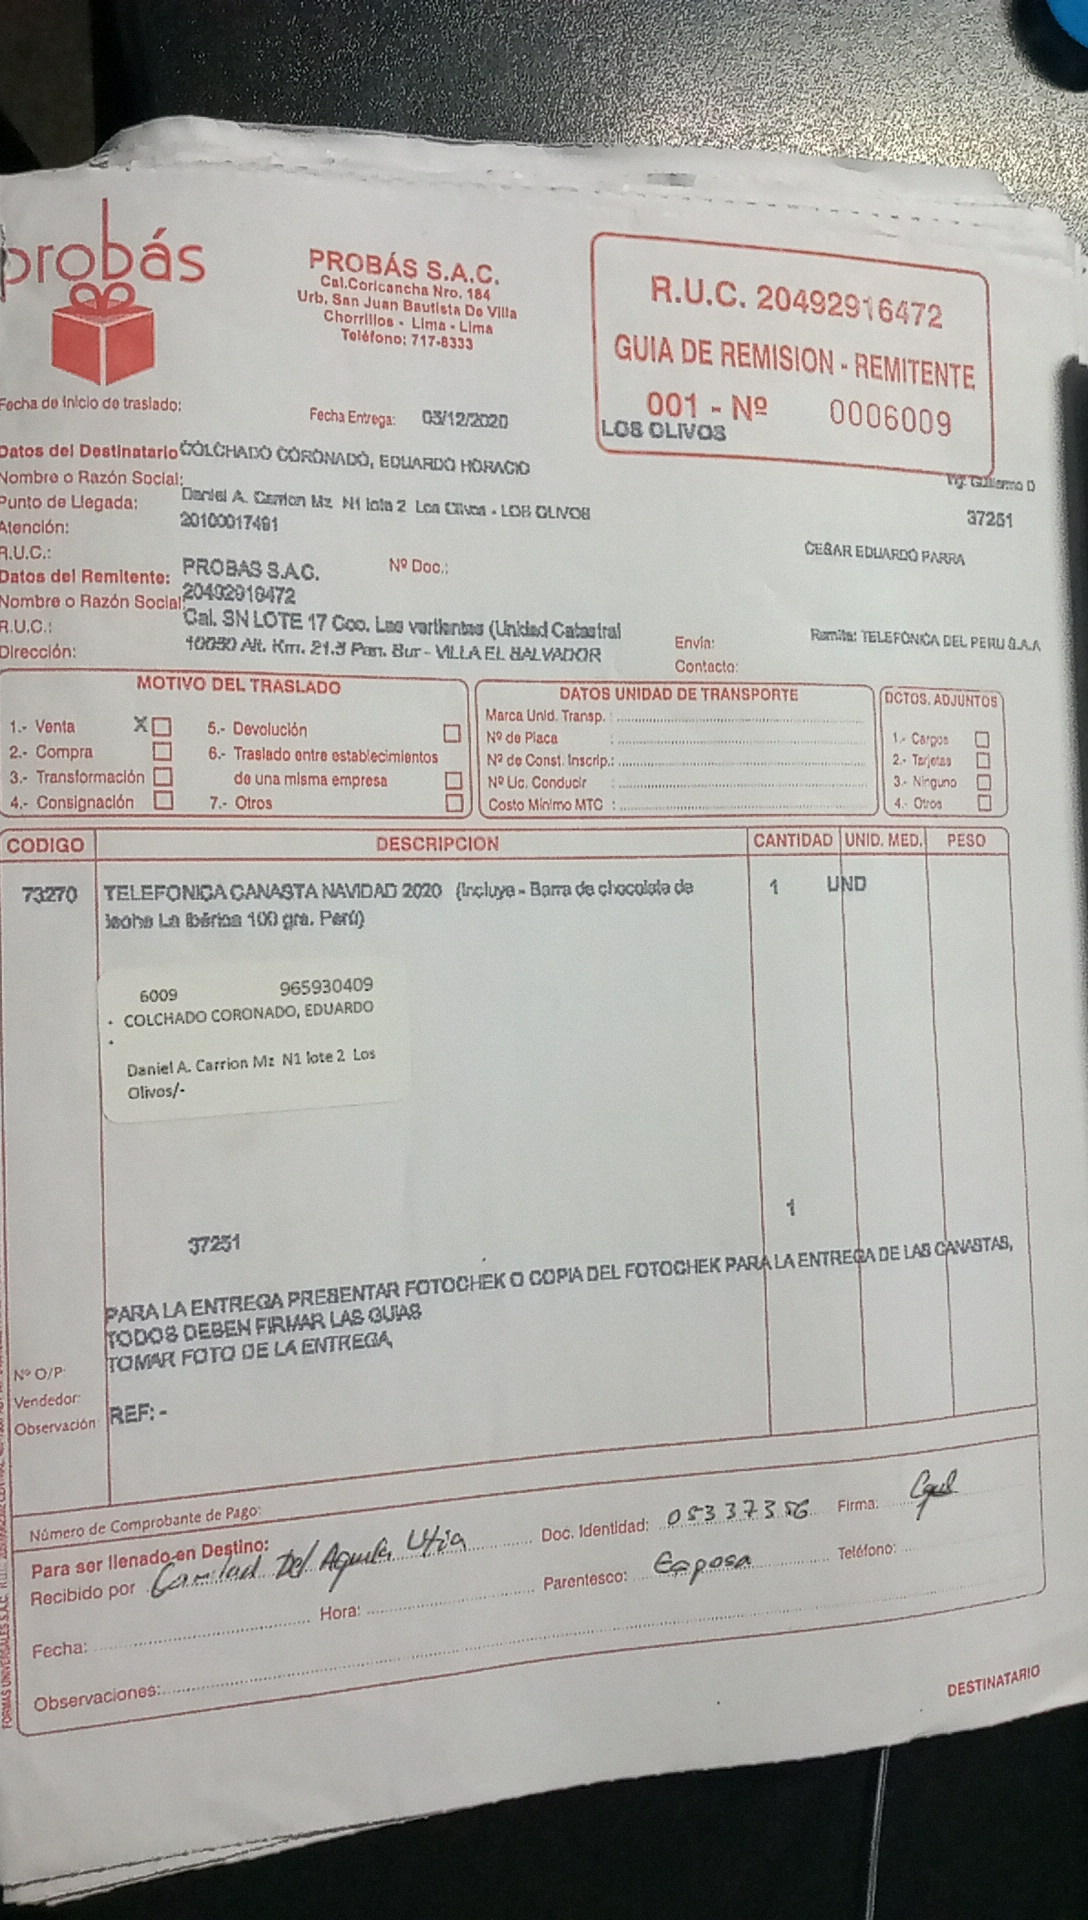 probás
PROBÁS S.A.C.
Cal.Coricancha Nro. 184
Urb. San Juan Bautista De Villa
Chorrillos - Lima - Lima
Teléfono: 717-8333
R.U.C. 20492916472
GUIA DE REMISION - REMITENTE
001 - Nº 0006009
LOS OLIVOS
Fecha de Inicio de traslado:
Fecha Entrega: 03/12/2020
Datos del Destinatario COLCHADO CORONADO, EDUARDO HORACIO
Nombre o Razón Social:
Ing. Guillermo D
Punto de Llegada: Daniel A. Carrion Mz N1 lote 2 Los Olivos - LOS OLIVOS
37251
Atención: 20100017491
R.U.C.:
CESAR EDUARDO PARRA
Datos del Remitente: PROBAS S.A.C. Nº Doc.:
Nombre o Razón Social 20492916472
R.U.C.: Cal. SN LOTE 17 Coo. Las vertientes (Unidad Catastral
Dirección: 10050 Alt. Km. 21.5 Pan. Sur - VILLA EL SALVADOR
Envia: Remite: TELEFONICA DEL PERU S.A.A
Contacto:
MOTIVO DEL TRASLADO
1.- Venta X
2.- Compra
3.- Transformación
4.- Consignación
5.- Devolución
6.- Traslado entre establecimientos
de una misma empresa
7.- Otros
DATOS UNIDAD DE TRANSPORTE
Marca Unid. Transp. :
Nº de Placa :
Nº de Const. Inscrip.:
Nº Lic. Conducir :
Costo Mínimo MTC :
DCTOS. ADJUNTOS
1.- Cargos
2.- Tarjetas
3.- Ninguno
4.- Otros
CODIGO DESCRIPCION CANTIDAD UNID. MED. PESO
73270 TELEFONICA CANASTA NAVIDAD 2020 (Incluye - Barra de chocolate de 1 UND
leche La Ibérica 100 grs. Perú)
6009 965930409
COLCHADO CORONADO, EDUARDO
Daniel A. Carrion Mz N1 lote 2 Los
Olivos/-
1
37251
PARA LA ENTREGA PRESENTAR FOTOCHEK O COPIA DEL FOTOCHEK PARA LA ENTREGA DE LAS CANASTAS,
TODOS DEBEN FIRMAR LAS GUIAS
TOMAR FOTO DE LA ENTREGA,
Nº O/P:
Vendedor:
Observación: REF: -
Número de Comprobante de Pago:
Para ser llenado en Destino:
Recibido por Del Aguila Utia Doc. Identidad: 05337356 Firma:
Fecha: Hora: Parentesco: Esposa Teléfono:
Observaciones:
DESTINATARIO